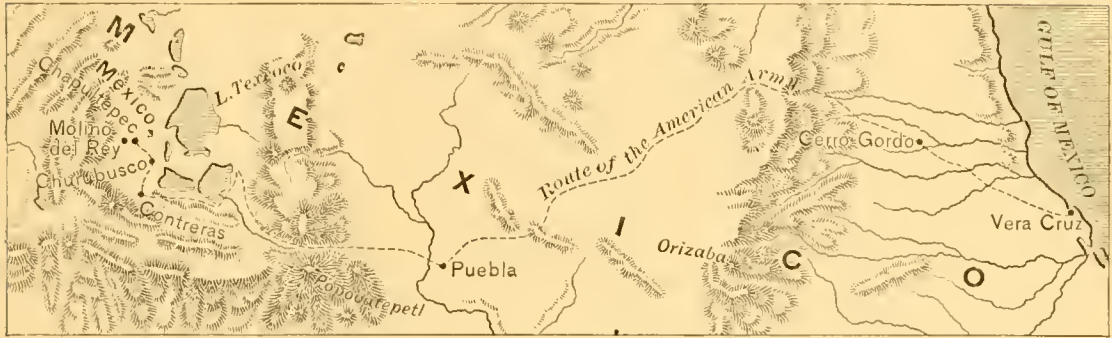 M E X I C O
Mexico
Chapultepec
Molino
del Rey
Churubusco
Contreras
L. Texcoco
Popocatepetl
Puebla
Route of the American Army
Orizaba
Cerro Gordo
Vera Cruz
GULF OF MEXICO